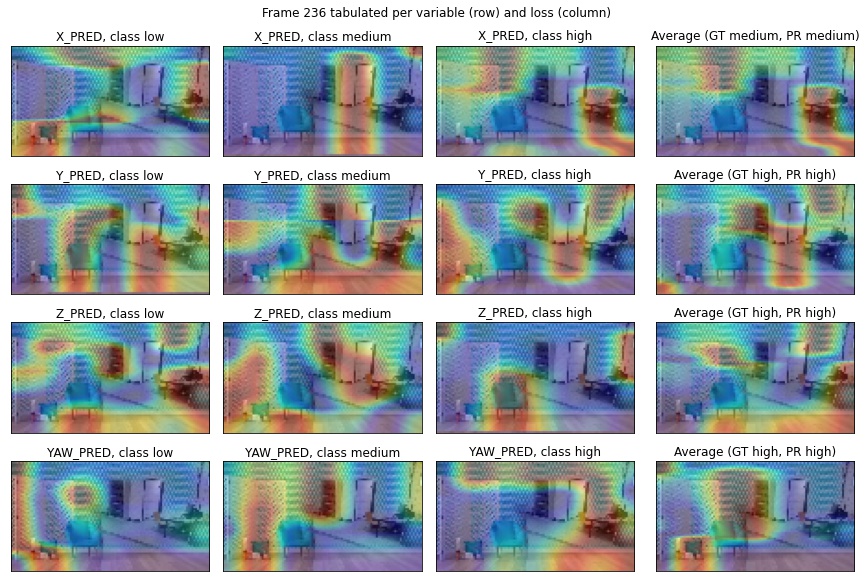 Frame 236 tabulated per variable (row) and loss (column)
X_PRED, class low
X_PRED, class medium
X_PRED, class high
Average (GT medium, PR medium)
Y_PRED, class low
Y_PRED, class medium
Y_PRED, class high
Average (GT high, PR high)
Z_PRED, class low
Z_PRED, class medium
Z_PRED, class high
Average (GT high, PR high)
YAW_PRED, class low
YAW_PRED, class medium
YAW_PRED, class high
Average (GT high, PR high)